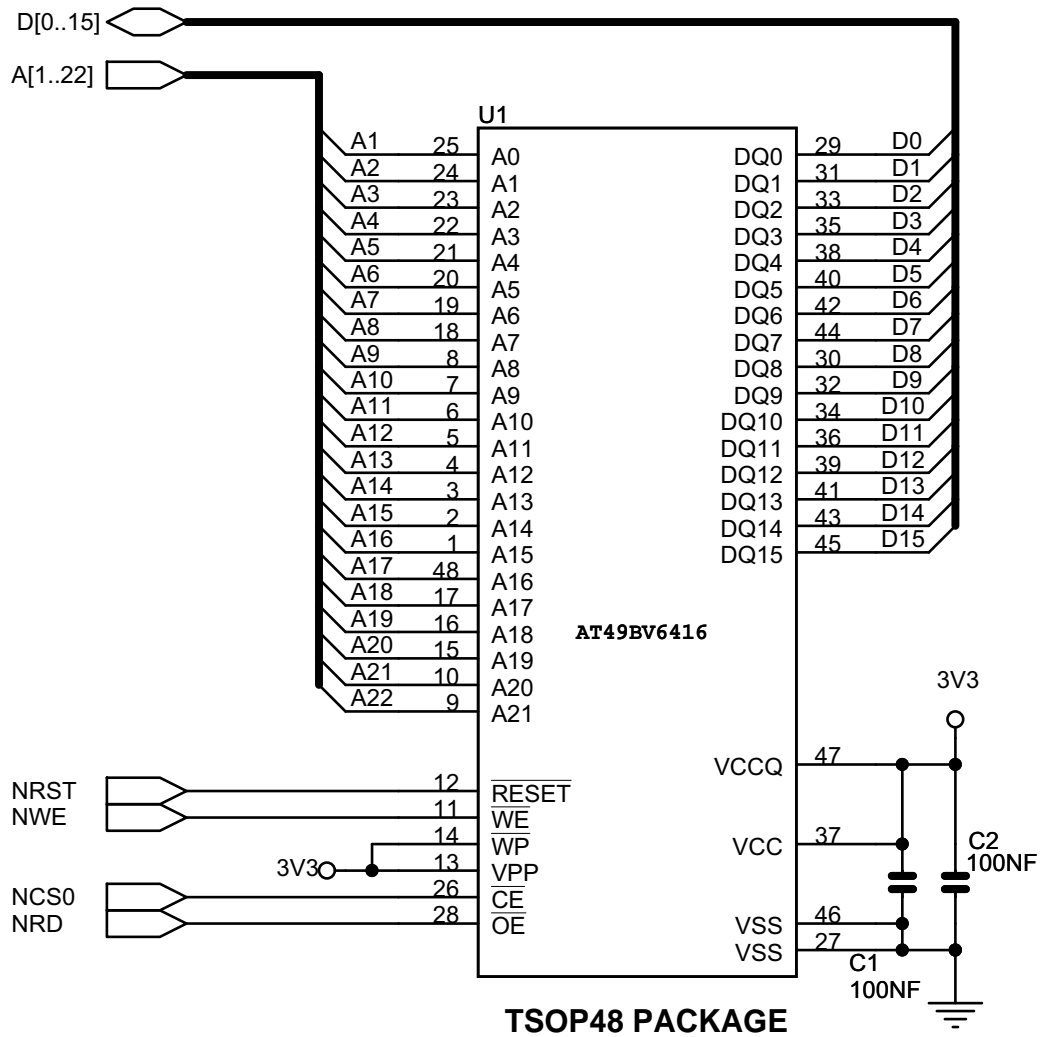 D[0..15]
A[1..22]
U1
A1 25 A0 DQ0 29 D0
A2 24 A1 DQ1 31 D1
A3 23 A2 DQ2 33 D2
A4 22 A3 DQ3 35 D3
A5 21 A4 DQ4 38 D4
A6 20 A5 DQ5 40 D5
A7 19 A6 DQ6 42 D6
A8 18 A7 DQ7 44 D7
A9 8 A8 DQ8 30 D8
A10 7 A9 DQ9 32 D9
A11 6 A10 DQ10 34 D10
A12 5 A11 DQ11 36 D11
A13 4 A12 DQ12 39 D12
A14 3 A13 DQ13 41 D13
A15 2 A14 DQ14 43 D14
A16 1 A15 DQ15 45 D15
A17 48 A16
A18 17 A17
A19 16 A18
AT49BV6416
A20 15 A19
A21 10 A20
A22 9 A21
3V3
VCCQ 47
NRST 12 RESET
NWE 11 WE
14 WP
VCC 37
3V3 13 VPP
C2
100NF
NCS0 26 CE
NRD 28 OE
VSS 46
VSS 27
C1
100NF
TSOP48 PACKAGE